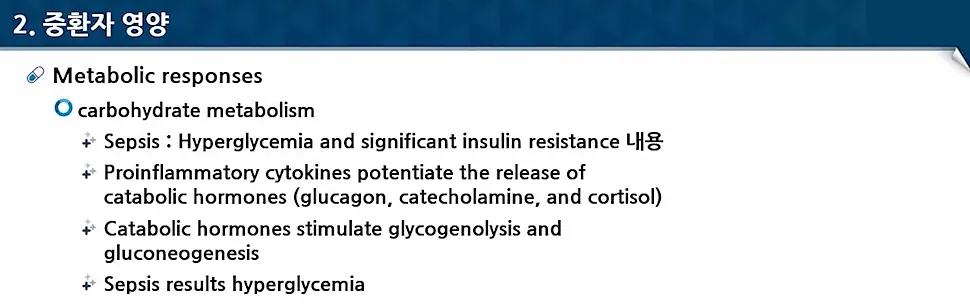 2. 중환자 영양
Metabolic responses
carbohydrate metabolism
Sepsis : Hyperglycemia and significant insulin resistance 내용
Proinflammatory cytokines potentiate the release of
catabolic hormones (glucagon, catecholamine, and cortisol)
Catabolic hormones stimulate glycogenolysis and
gluconeogenesis
Sepsis results hyperglycemia